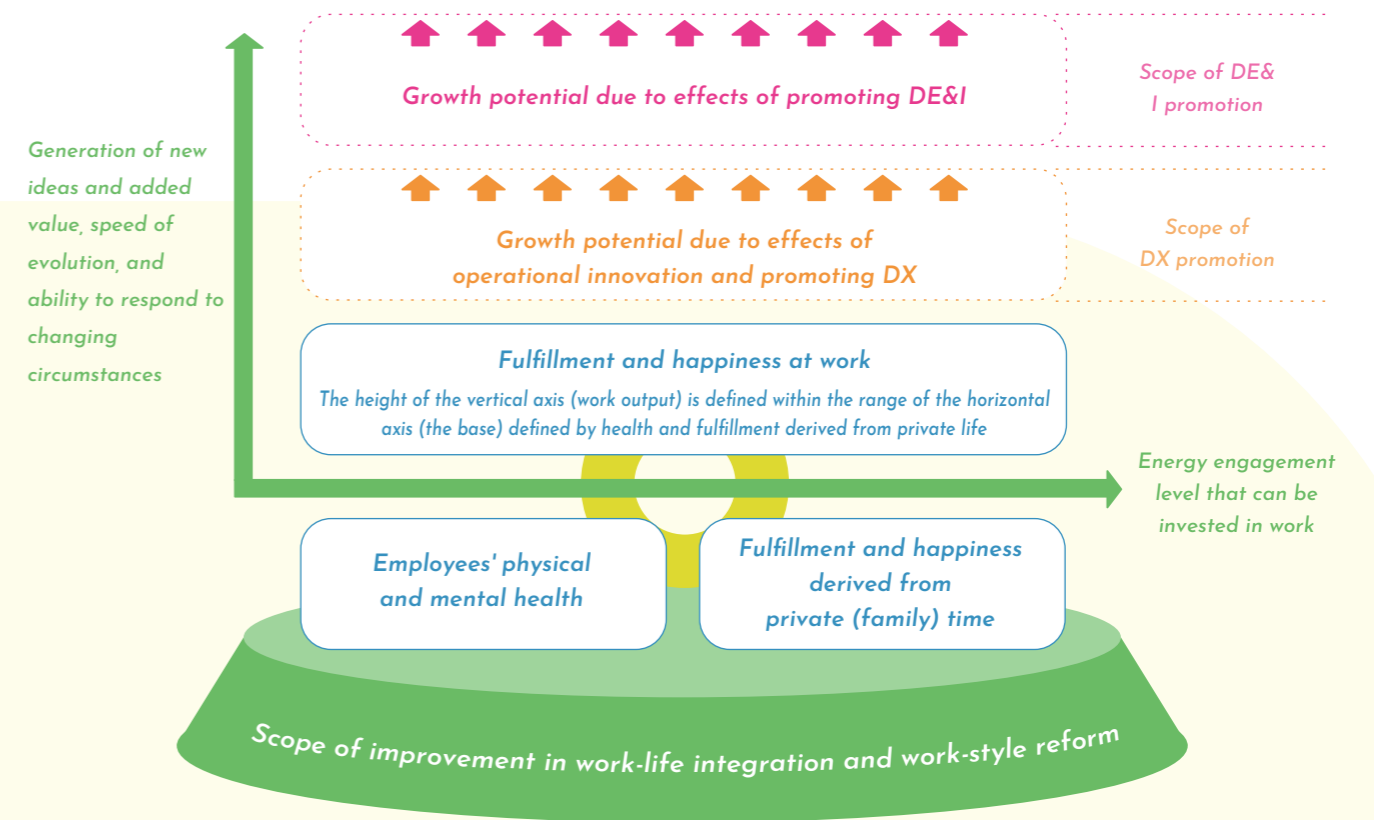 Growth potential due to effects of promoting DE&I
Scope of DE&
I promotion
Generation of new
ideas and added
value, speed of
evolution, and
ability to respond to
changing
circumstances
Growth potential due to effects of
operational innovation and promoting DX
Scope of
DX promotion
Fulfillment and happiness at work
The height of the vertical axis (work output) is defined within the range of the horizontal
axis (the base) defined by health and fulfillment derived from private life
Energy engagement
level that can be
invested in work
Employees' physical
and mental health
Fulfillment and happiness
derived from
private (family) time
Scope of improvement in work-life integration and work-style reform